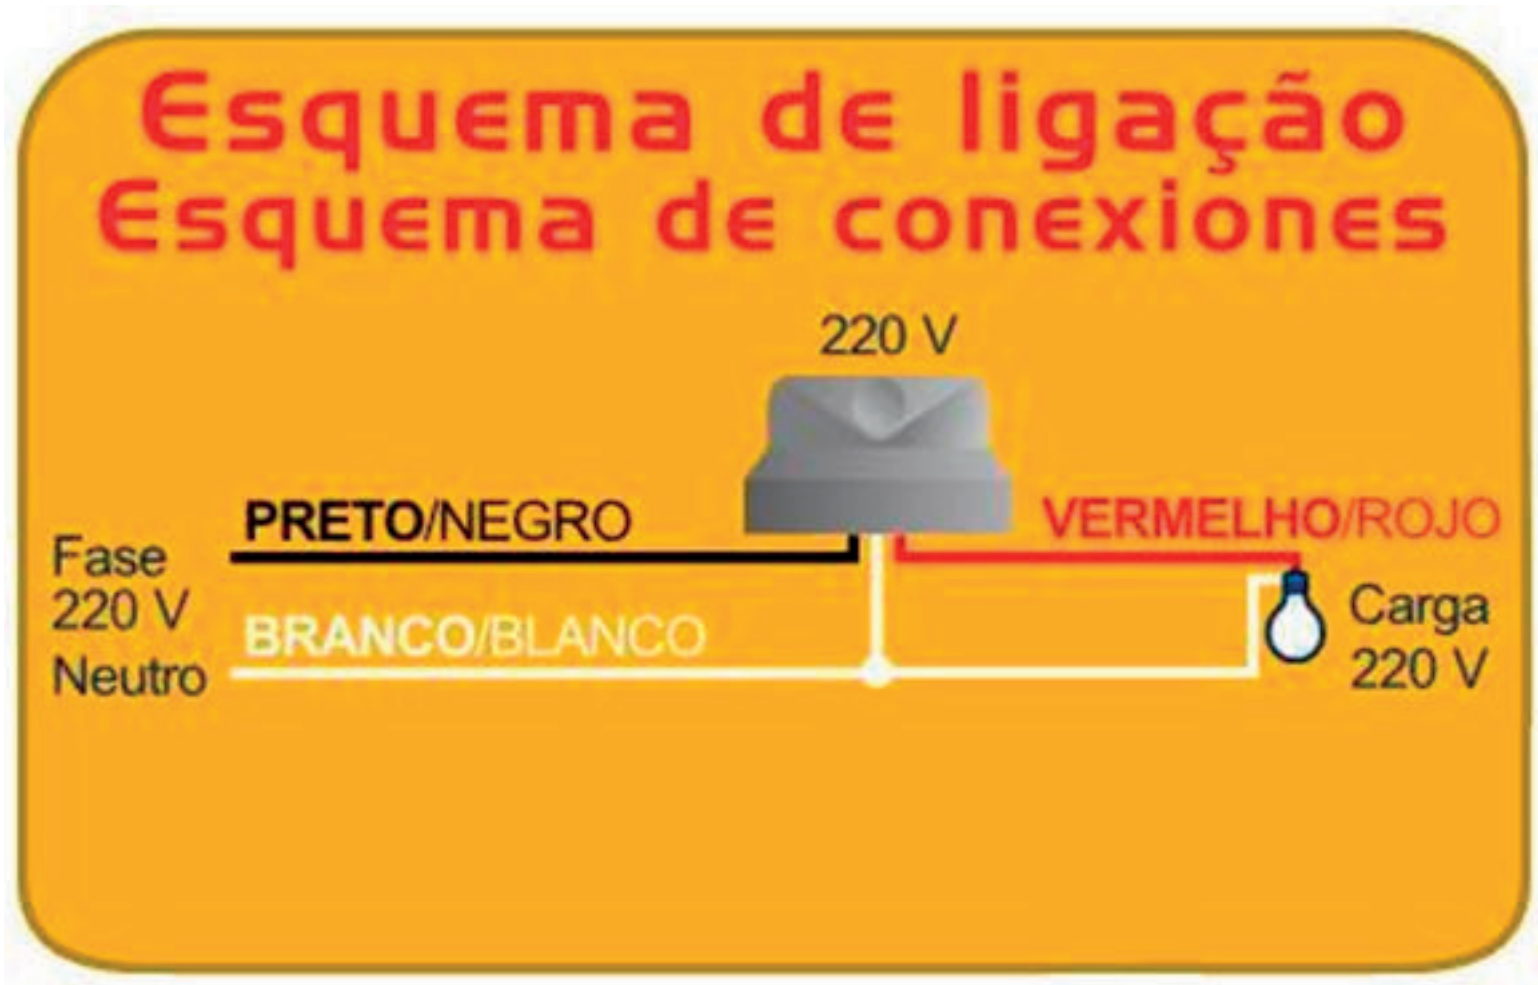 Esquema de ligação
Esquema de conexiones
220 V
PRETO/NEGRO
VERMELHO/ROJO
Fase
220 V
Neutro
BRANCO/BLANCO
Carga
220 V